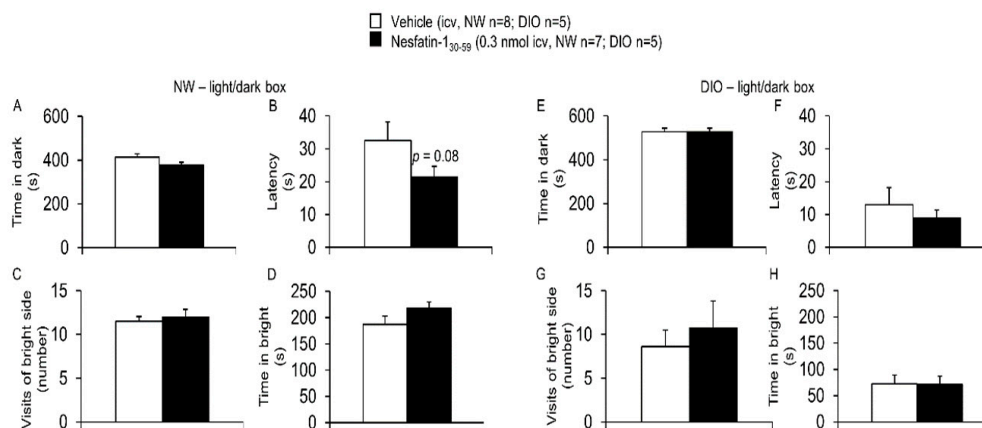 Vehicle (icv, NW n=8; DIO n=5)
Nesfatin-1₃₀₋₅₉ (0.3 nmol icv, NW n=7; DIO n=5)
NW – light/dark box
DIO – light/dark box
A
Time in dark
(s)
600
400
200
0
B
Latency
(s)
40
30
20
10
0
p = 0.08
E
Time in dark
(s)
600
400
200
0
F
Latency
(s)
40
30
20
10
0
C
Visits of bright side
(number)
15
10
5
0
D
Time in bright
(s)
250
200
150
100
50
0
G
Visits of bright side
(number)
15
10
5
0
H
Time in bright
(s)
250
200
150
100
50
0